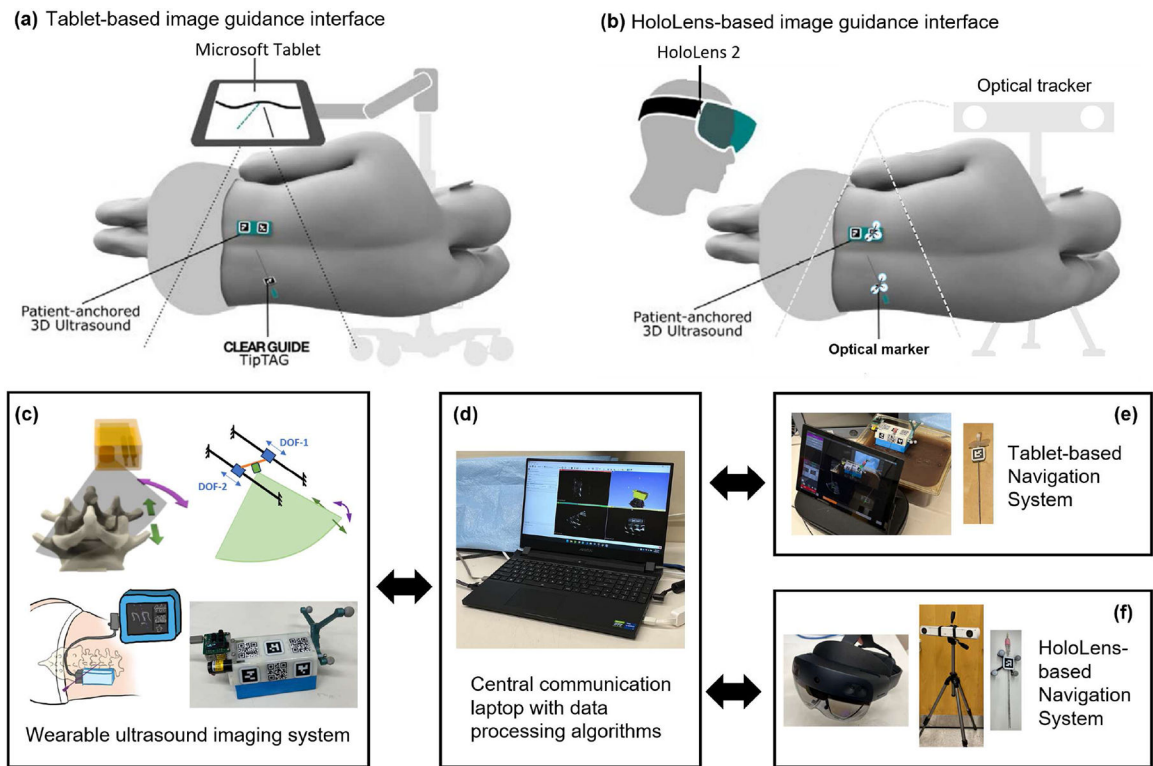 (a) Tablet-based image guidance interface
Microsoft Tablet
Patient-anchored
3D Ultrasound
CLEAR GUIDE
TipTAG
(b) HoloLens-based image guidance interface
HoloLens 2
Optical tracker
Patient-anchored
3D Ultrasound
Optical marker
(c)
DOF-1
DOF-2
Wearable ultrasound imaging system
(d)
Central communication
laptop with data
processing algorithms
(e)
Tablet-based
Navigation
System
(f)
HoloLens-
based
Navigation
System